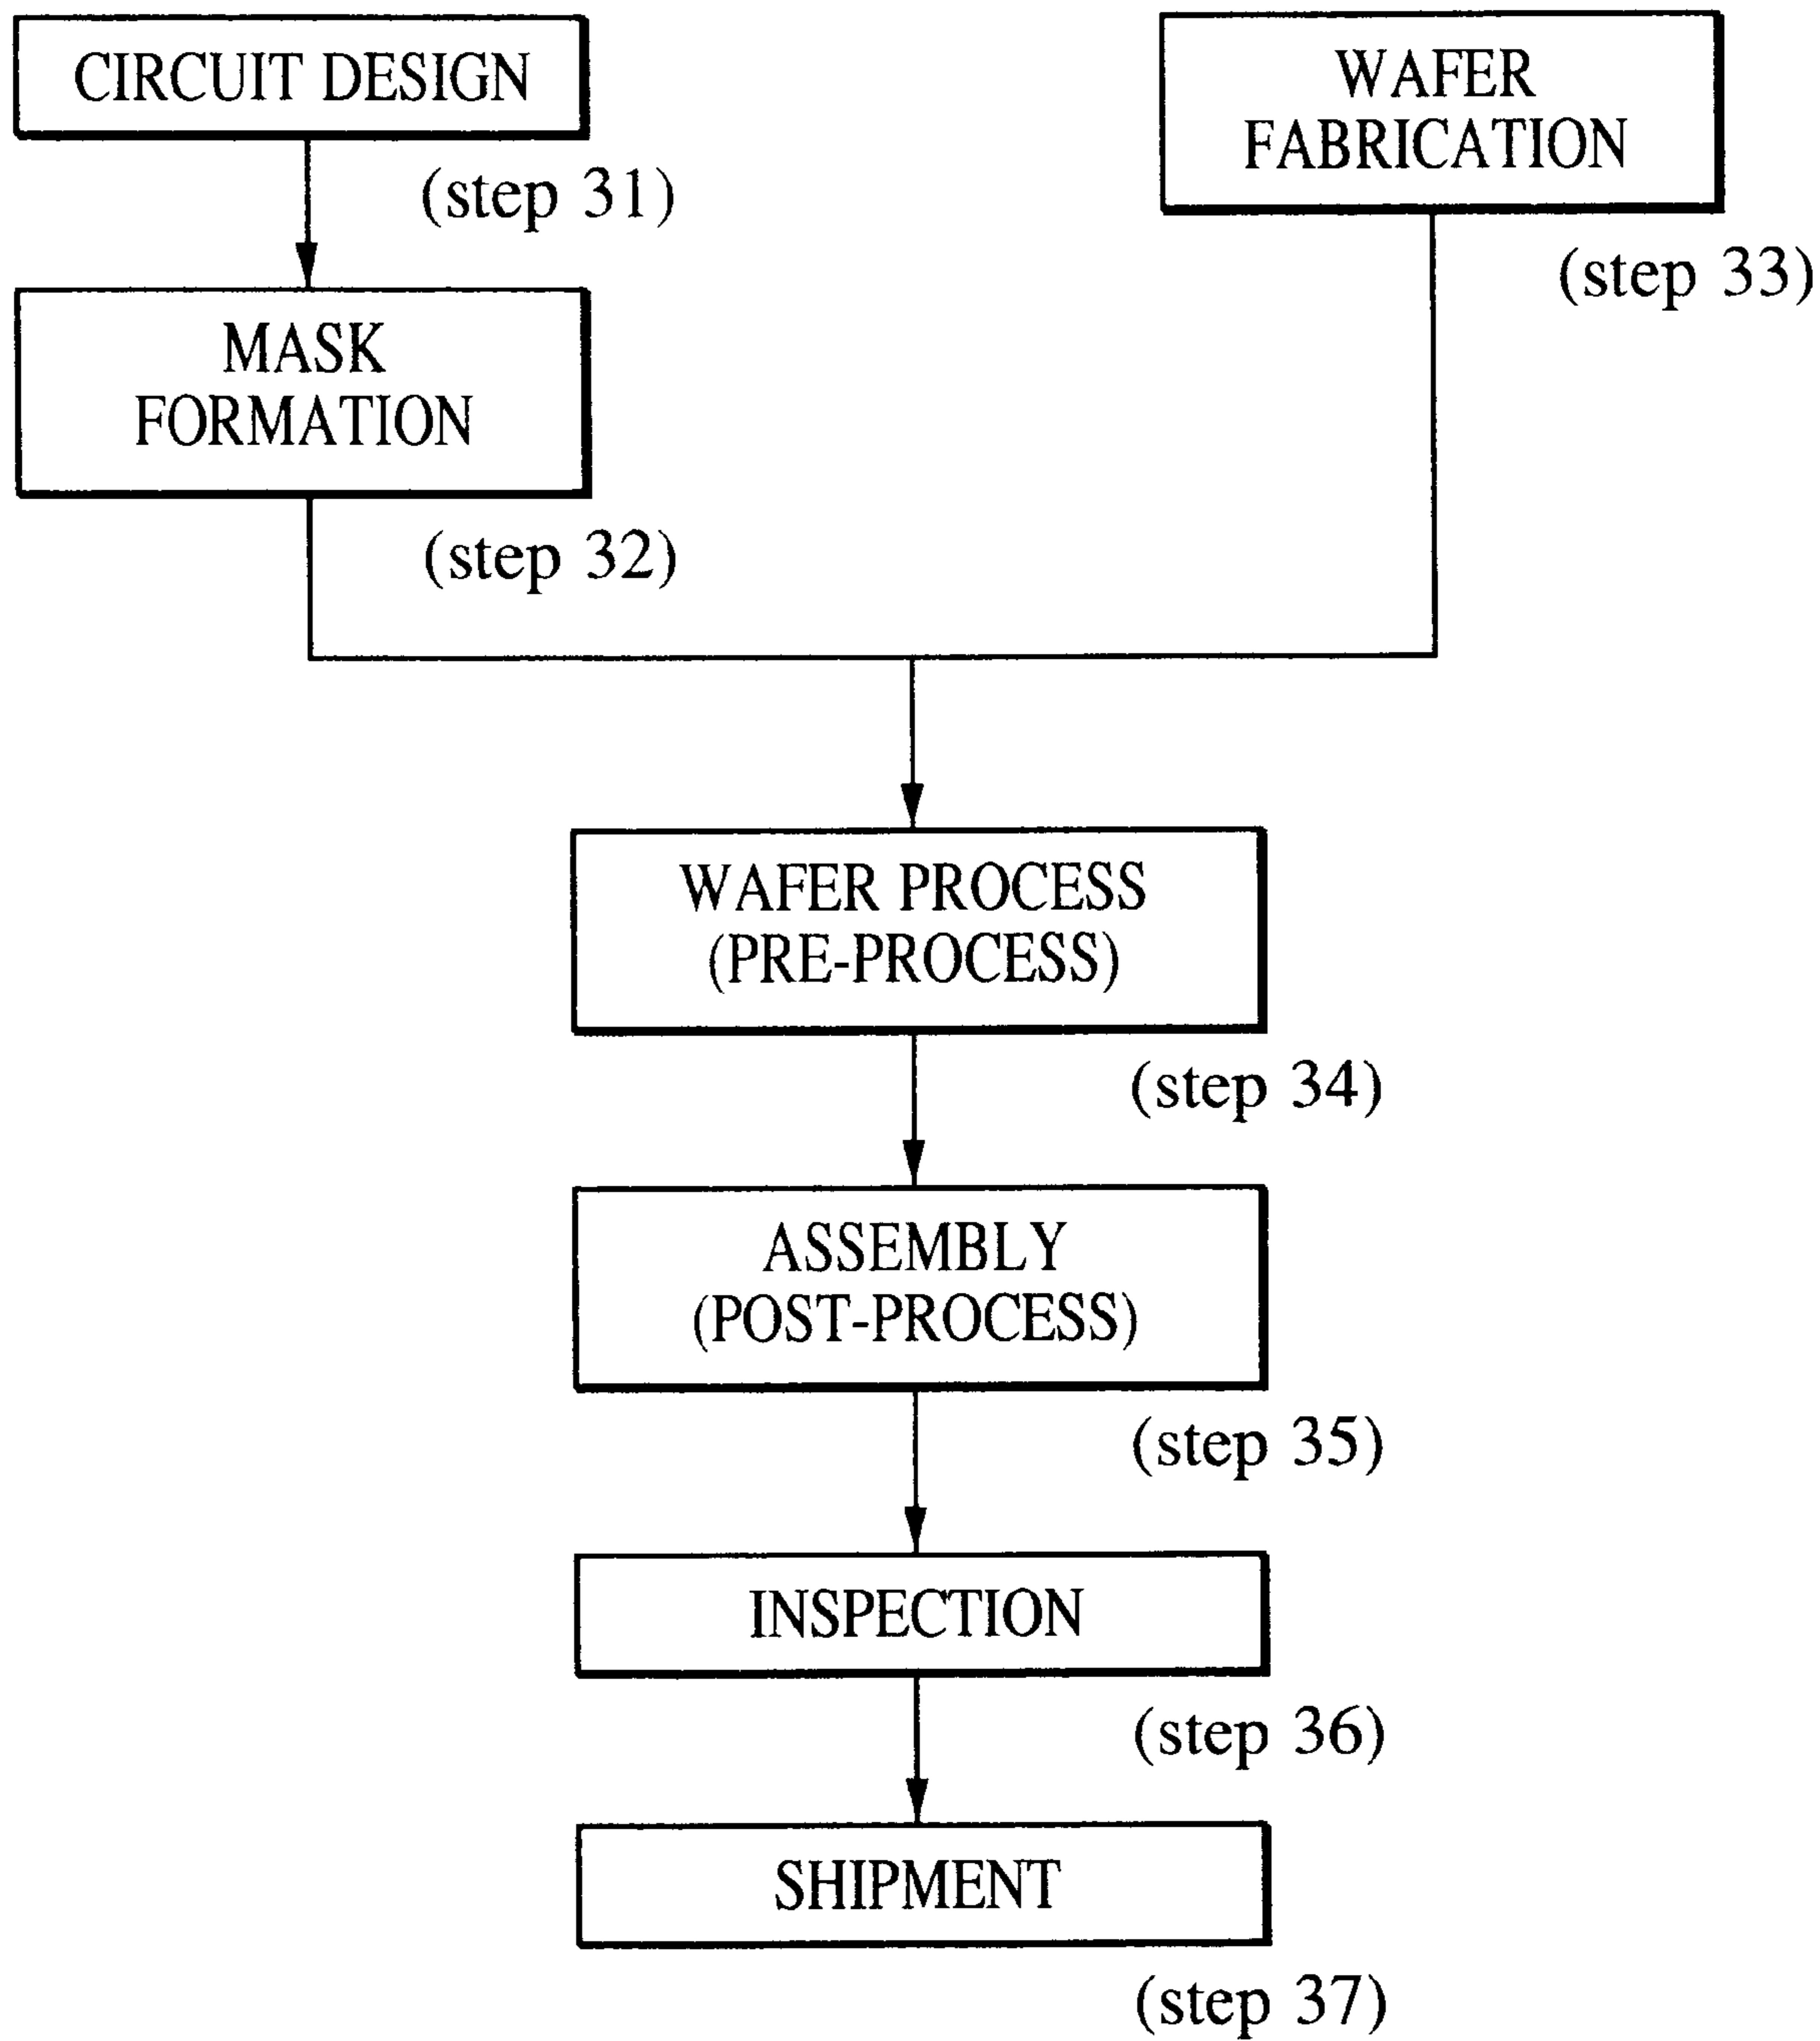 CIRCUIT DESIGN
(step 31)
MASK
FORMATION
(step 32)
WAFER
FABRICATION
(step 33)
WAFER PROCESS
(PRE-PROCESS)
(step 34)
ASSEMBLY
(POST-PROCESS)
(step 35)
INSPECTION
(step 36)
SHIPMENT
(step 37)